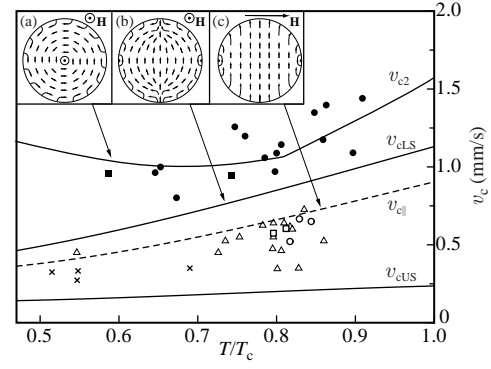 (a) ⊙ H (b) ⊙ H (c) H
2.0
v_c2
1.5
v_cLS
1.0
v_c (mm/s)
v_c||
0.5
v_cUS
0
0.5 0.6 0.7 0.8 0.9 1.0
T/T_c